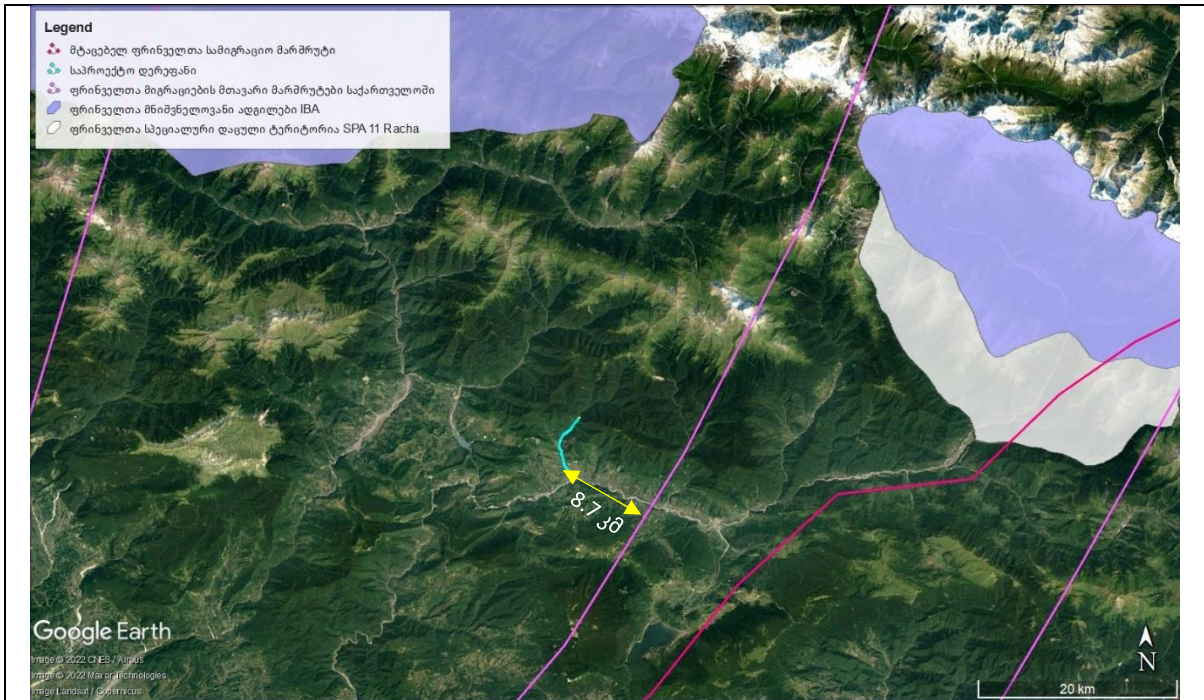 Legend
მტაცებელ ფრინველთა სამიგრაციო მარშრუტი
საპროექტო დერეფანი
ფრინველთა მიგრაციების მთავარი მარშრუტები საქართველოში
ფრინველთა მნიშვნელოვანი ადგილები IBA
ფრინველთა სპეციალური დაცული ტერიტორია SPA 11 Racha
8.7 კმ
Google Earth
Image © 2022 CNES / Airbus
Image © 2022 Maxar Technologies
Image Landsat / Copernicus
N
20 km